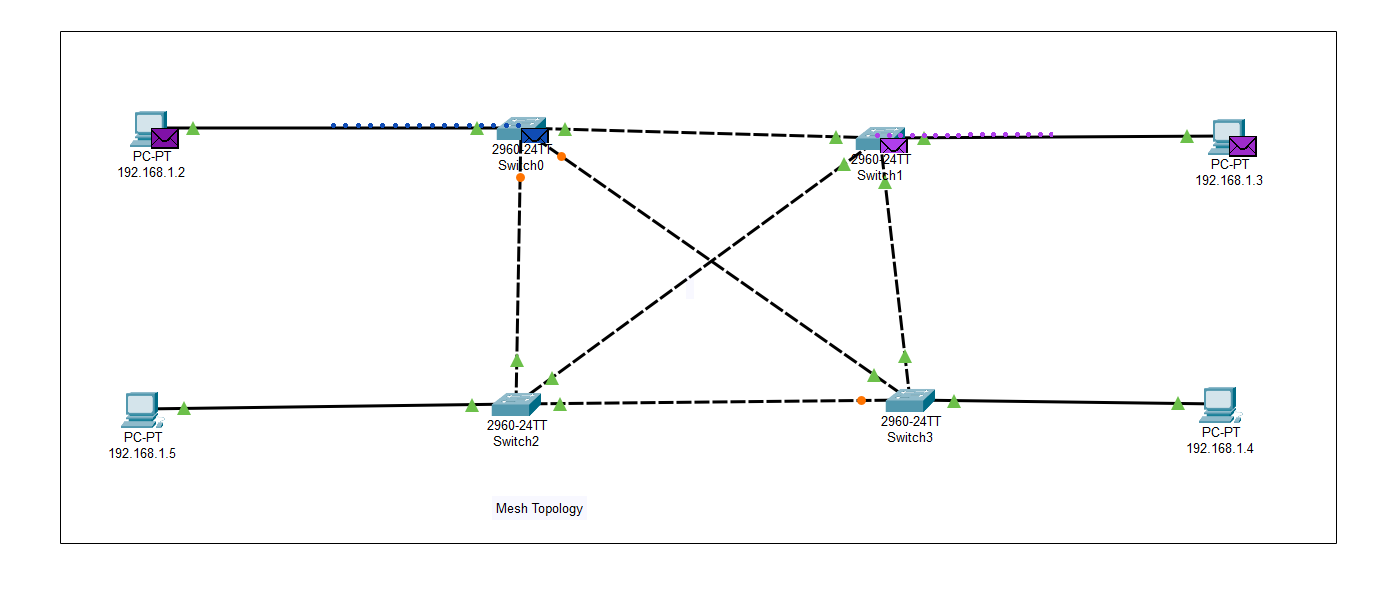 PC-PT
192.168.1.2
2960-24TT
Switch0
2960-24TT
Switch1
PC-PT
192.168.1.3
PC-PT
192.168.1.5
2960-24TT
Switch2
2960-24TT
Switch3
PC-PT
192.168.1.4
Mesh Topology